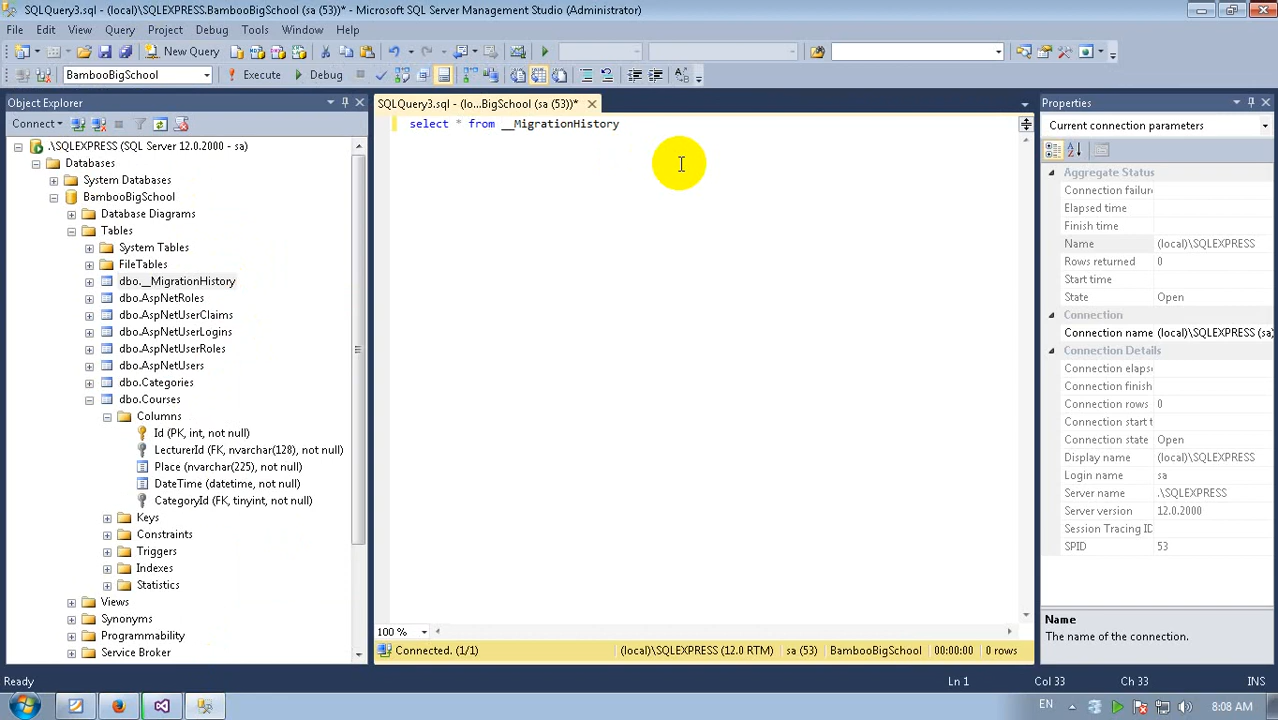 SQLQuery3.sql - (local)\SQLEXPRESS.BambooBigSchool (sa (53))* - Microsoft SQL Server Management Studio (Administrator)
File Edit View Query Project Debug Tools Window Help
New Query
BambooBigSchool Execute Debug
Object Explorer
Connect
.\SQLEXPRESS (SQL Server 12.0.2000 - sa)
Databases
System Databases
BambooBigSchool
Database Diagrams
Tables
System Tables
FileTables
dbo.__MigrationHistory
dbo.AspNetRoles
dbo.AspNetUserClaims
dbo.AspNetUserLogins
dbo.AspNetUserRoles
dbo.AspNetUsers
dbo.Categories
dbo.Courses
Columns
Id (PK, int, not null)
LecturerId (FK, nvarchar(128), not null)
Place (nvarchar(225), not null)
DateTime (datetime, not null)
CategoryId (FK, tinyint, not null)
Keys
Constraints
Triggers
Indexes
Statistics
Views
Synonyms
Programmability
Service Broker
SQLQuery3.sql - (lo...BigSchool (sa (53))*
select * from __MigrationHistory
100 %
Connected. (1/1) (local)\SQLEXPRESS (12.0 RTM) sa (53) BambooBigSchool 00:00:00 0 rows
Properties
Current connection parameters
Aggregate Status
Connection failure
Elapsed time
Finish time
Name (local)\SQLEXPRESS
Rows returned 0
Start time
State Open
Connection
Connection name (local)\SQLEXPRESS (sa)
Connection Details
Connection elaps
Connection finish
Connection rows 0
Connection start t
Connection state Open
Display name (local)\SQLEXPRESS
Login name sa
Server name .\SQLEXPRESS
Server version 12.0.2000
Session Tracing ID
SPID 53
Name
The name of the connection.
Ready Ln 1 Col 33 Ch 33 INS
EN 8:08 AM